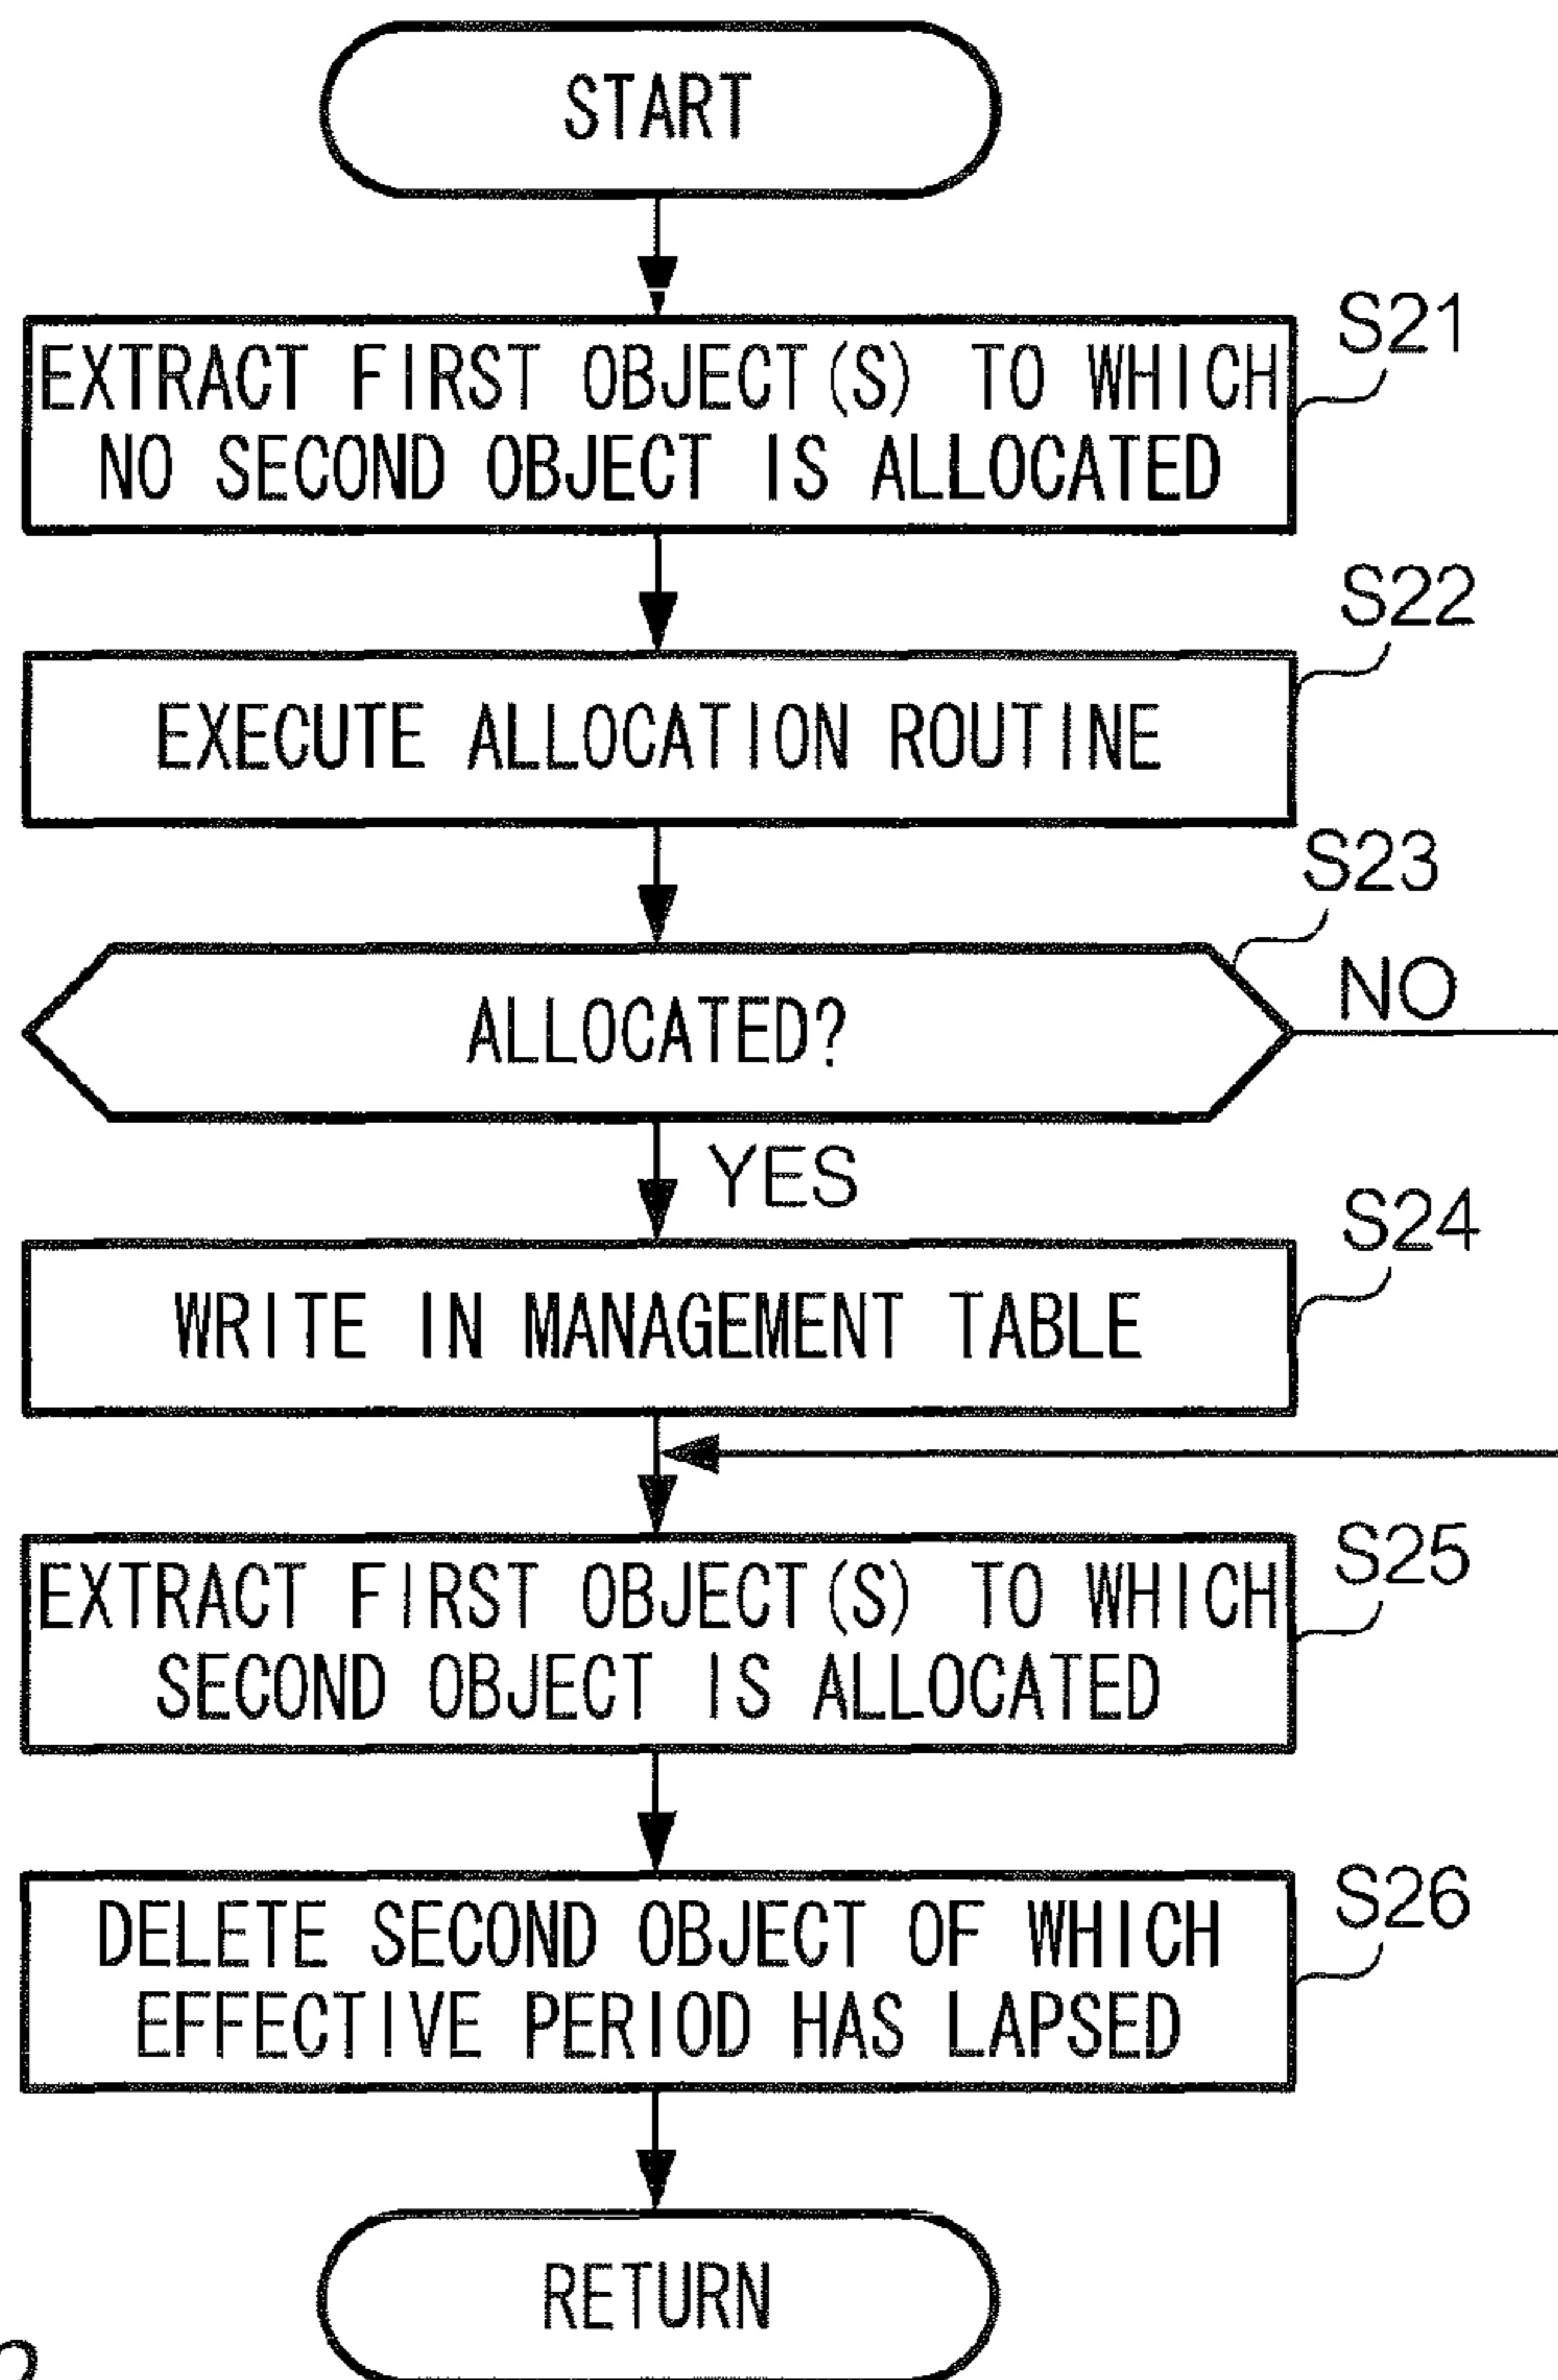 START
S21
EXTRACT FIRST OBJECT(S) TO WHICH
NO SECOND OBJECT IS ALLOCATED
S22
EXECUTE ALLOCATION ROUTINE
S23
ALLOCATED?
NO
YES
S24
WRITE IN MANAGEMENT TABLE
S25
EXTRACT FIRST OBJECT(S) TO WHICH
SECOND OBJECT IS ALLOCATED
S26
DELETE SECOND OBJECT OF WHICH
EFFECTIVE PERIOD HAS LAPSED
RETURN